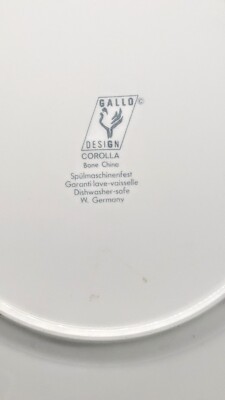 GALLO ©
DESIGN
COROLLA
Bone China
Spülmaschinenfest
Garanti lave-vaisselle
Dishwasher-safe
W. Germany